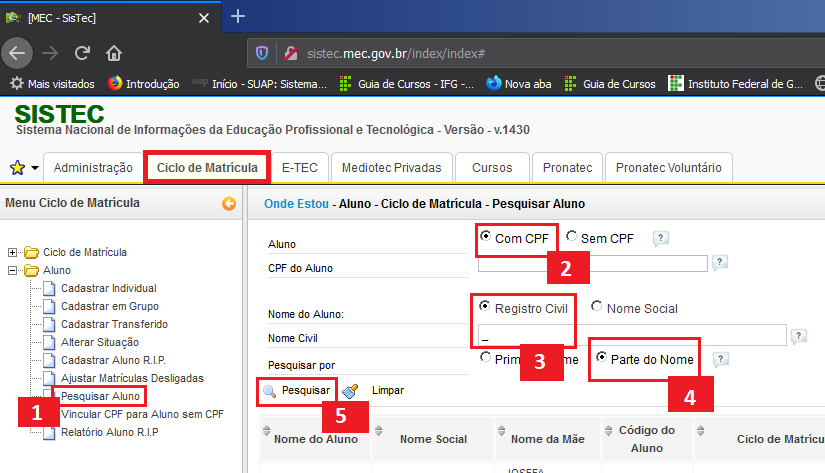 [MEC - SisTec]
sistec.mec.gov.br/index/index#
Mais visitados Introdução suap Início - SUAP: Sistema... Guia de Cursos - IFG -... Nova aba Guia de Cursos Instituto Federal de G...
SISTEC
Sistema Nacional de Informações da Educação Profissional e Tecnológica - Versão - v.1430
Administração Ciclo de Matrícula E-TEC Mediotec Privadas Cursos Pronatec Pronatec Voluntário
Menu Ciclo de Matrícula
Ciclo de Matrícula
Aluno
Cadastrar Individual
Cadastrar em Grupo
Cadastrar Transferido
Alterar Situação
Cadastrar Aluno R.I.P.
Ajustar Matrículas Desligadas
1 Pesquisar Aluno
Vincular CPF para Aluno sem CPF
Relatório Aluno R.I.P
Onde Estou - Aluno - Ciclo de Matrícula - Pesquisar Aluno
Aluno Com CPF Sem CPF ?
2
CPF do Aluno ?
Nome do Aluno: Registro Civil Nome Social
Nome Civil _ ?
3
Pesquisar por Parte do Nome ?
4
Pesquisar Limpar
5
Nome do Aluno Nome Social Nome da Mãe Código do Aluno Ciclo de Matríc
JOSEFA